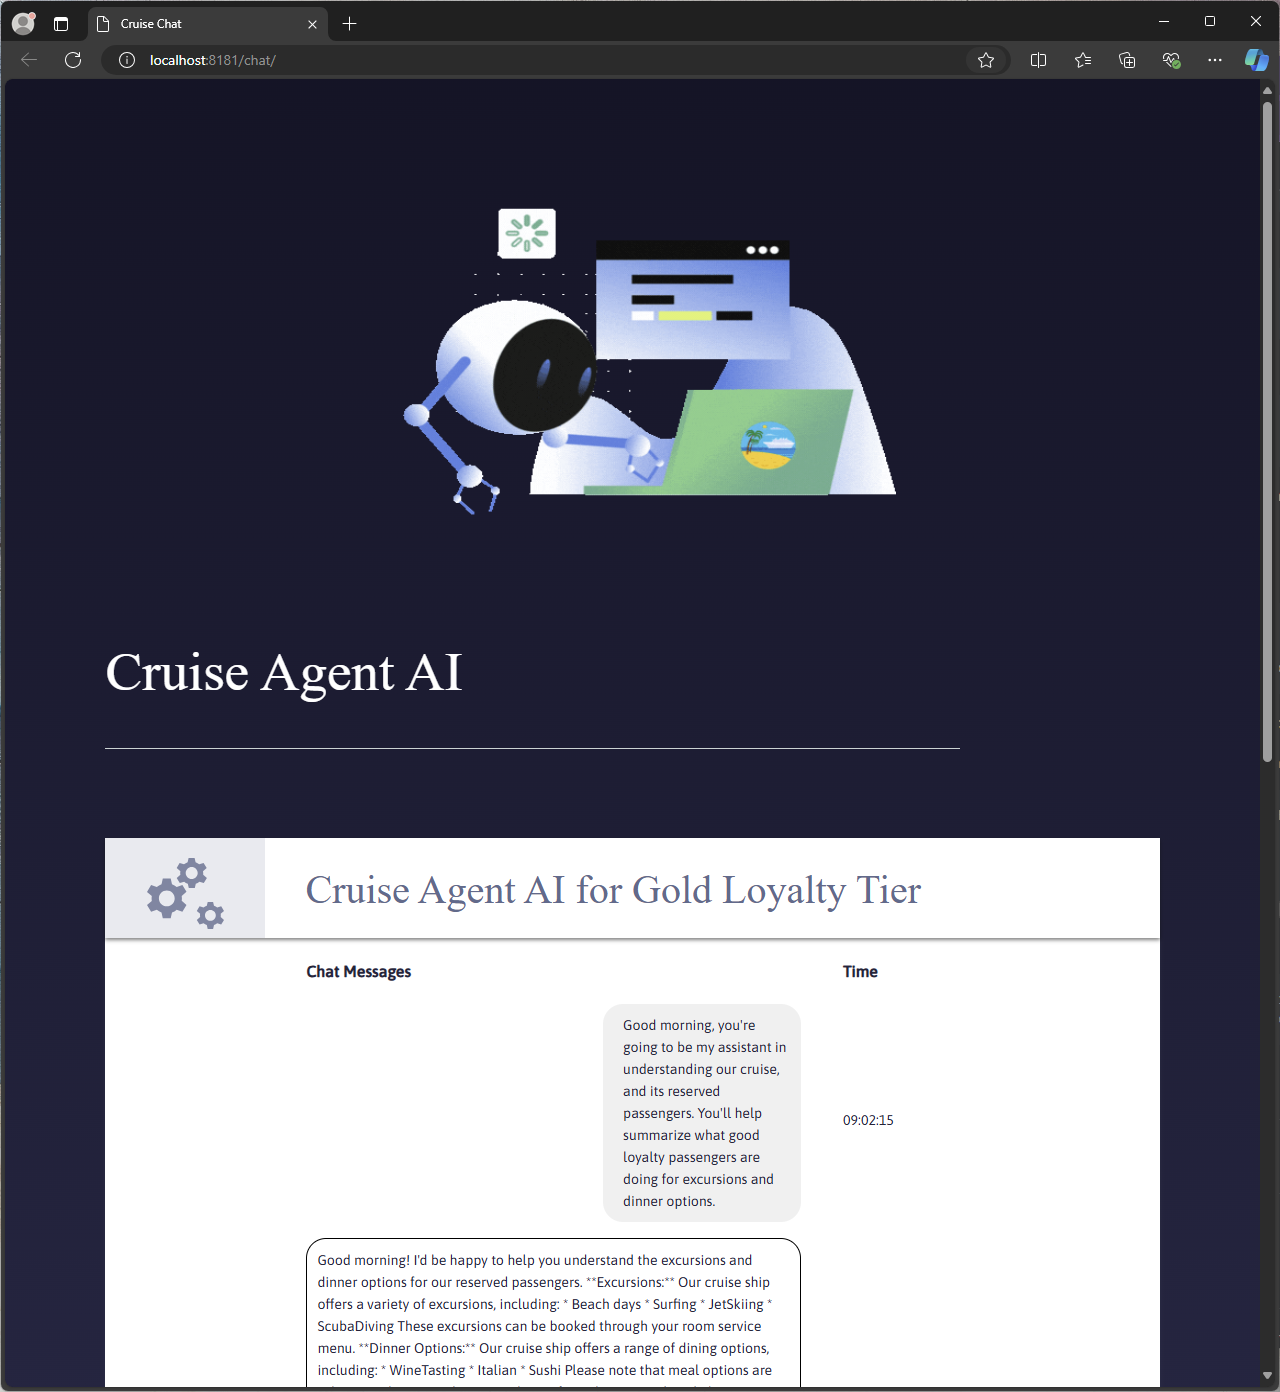 Cruise Chat
localhost:8181/chat/
Cruise Agent AI
Cruise Agent AI for Gold Loyalty Tier
Chat Messages
Time
Good morning, you're
going to be my assistant in
understanding our cruise,
and its reserved
passengers. You'll help
summarize what good
loyalty passengers are
doing for excursions and
dinner options.
09:02:15
Good morning! I'd be happy to help you understand the excursions and
dinner options for our reserved passengers. **Excursions:** Our cruise ship
offers a variety of excursions, including: * Beach days * Surfing * JetSkiing *
ScubaDiving These excursions can be booked through your room service
menu. **Dinner Options:** Our cruise ship offers a range of dining options,
including: * WineTasting * Italian * Sushi Please note that meal options are